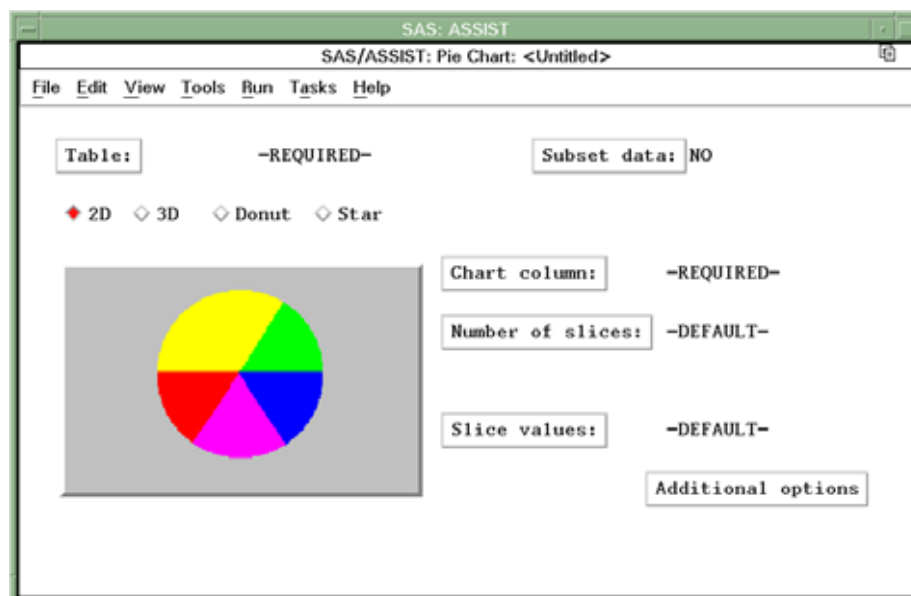 SAS: ASSIST
SAS/ASSIST: Pie Chart: <Untitled>
File Edit View Tools Run Tasks Help
Table: -REQUIRED- Subset data: NO
2D 3D Donut Star
Chart column: -REQUIRED-
Number of slices: -DEFAULT-
Slice values: -DEFAULT-
Additional options